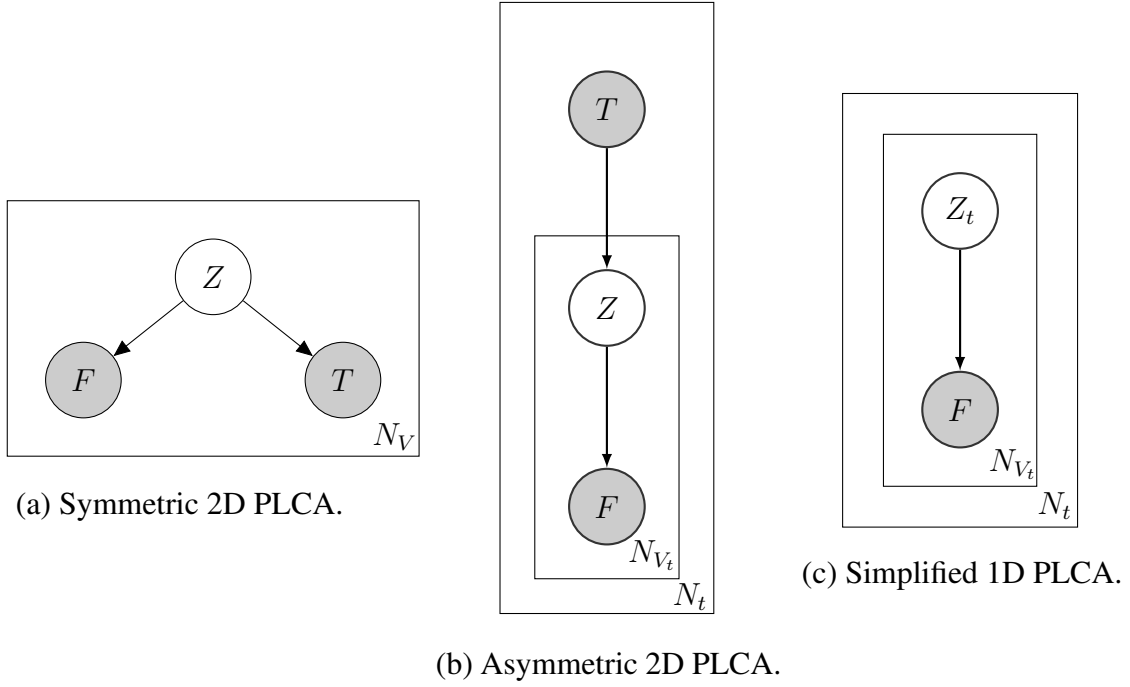 Z
F
T
N_V
(a) Symmetric 2D PLCA.
T
Z
F
N_{V_t}
N_t
(b) Asymmetric 2D PLCA.
Z_t
F
N_{V_t}
N_t
(c) Simplified 1D PLCA.